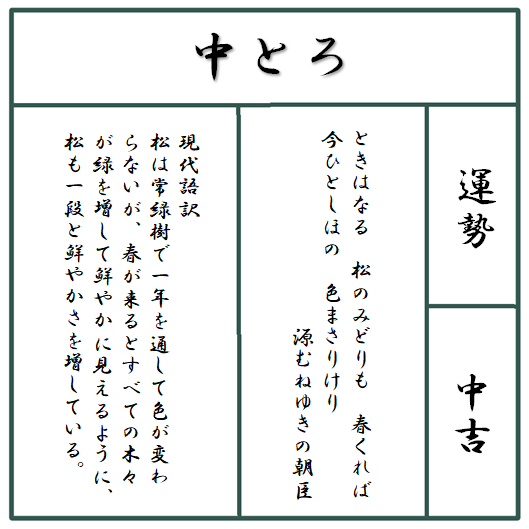 中とろ
運勢
中吉
ときはなる 松のみどりも 春くれば
今ひとしほの 色まさりけり
源むねゆきの朝臣
現代語訳
松は常緑樹で一年を通して色が変わ
らないが、春が来るとすべての木々
が緑を増して鮮やかに見えるように、
松も一段と鮮やかさを増している。